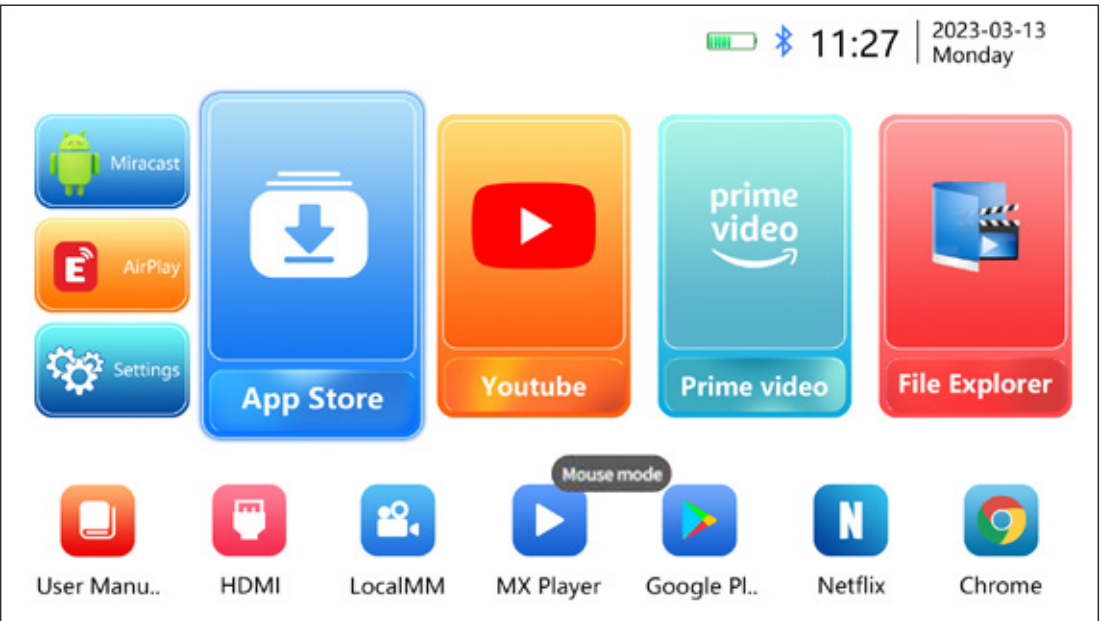 11:27
2023-03-13
Monday
Miracast
E
AirPlay
Settings
App Store
Youtube
prime
video
Prime video
File Explorer
Mouse mode
User Manu..
HDMI
LocalMM
MX Player
Google Pl..
N
Netflix
Chrome